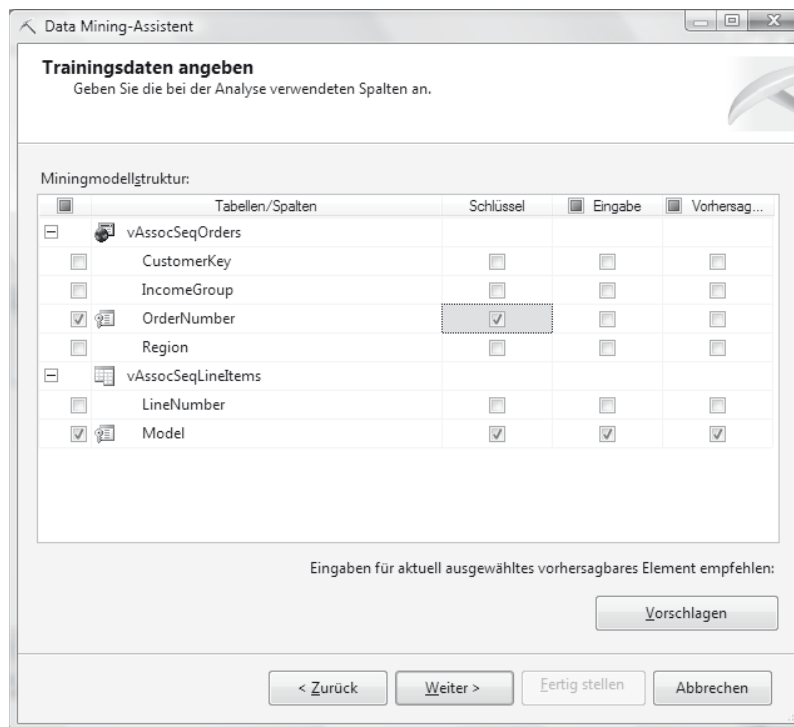 Data Mining-Assistent
Trainingsdaten angeben
Geben Sie die bei der Analyse verwendeten Spalten an.
Miningmodellstruktur:
Tabellen/Spalten Schlüssel Eingabe Vorhersag...
vAssocSeqOrders
CustomerKey
IncomeGroup
OrderNumber
Region
vAssocSeqLineItems
LineNumber
Model
Eingaben für aktuell ausgewähltes vorhersagbares Element empfehlen:
Vorschlagen
< Zurück Weiter > Fertig stellen Abbrechen